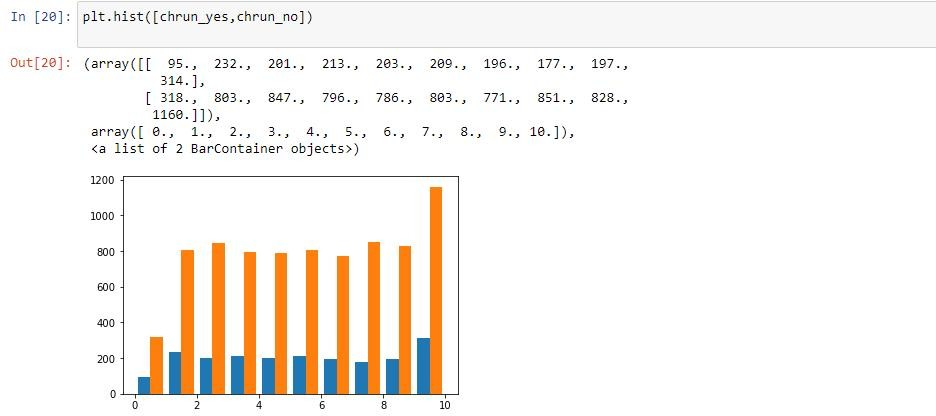 In [20]: plt.hist([chrun_yes,chrun_no])
Out[20]: (array([[  95.,  232.,  201.,  213.,  203.,  209.,  196.,  177.,  197.,
314.],
[ 318.,  803.,  847.,  796.,  786.,  803.,  771.,  851.,  828.,
1160.]]),
array([ 0.,  1.,  2.,  3.,  4.,  5.,  6.,  7.,  8.,  9., 10.]),
<a list of 2 BarContainer objects>)
1200
1000
800
600
400
200
0
0 2 4 6 8 10